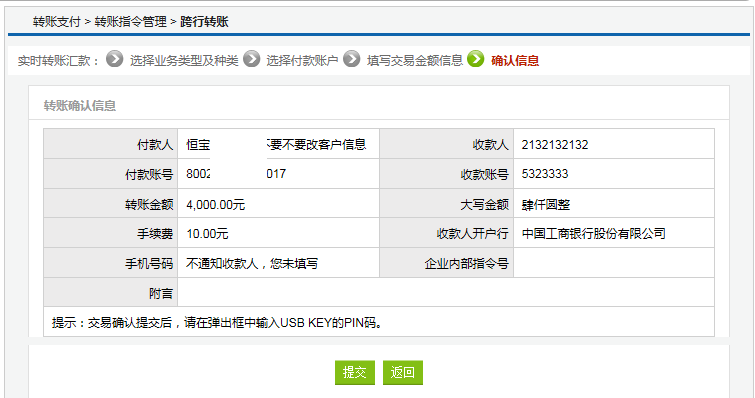 转账支付 > 转账指令管理 > 跨行转账
实时转账汇款： 选择业务类型及种类 选择付款账户 填写交易金额信息 确认信息
转账确认信息
付款人 恒宝 不要不要改客户信息 收款人 2132132132
付款账号 8002 017 收款账号 5323333
转账金额 4,000.00元 大写金额 肆仟圆整
手续费 10.00元 收款人开户行 中国工商银行股份有限公司
手机号码 不通知收款人，您未填写 企业内部指令号
附言
提示：交易确认提交后，请在弹出框中输入USB KEY的PIN码。
提交 返回